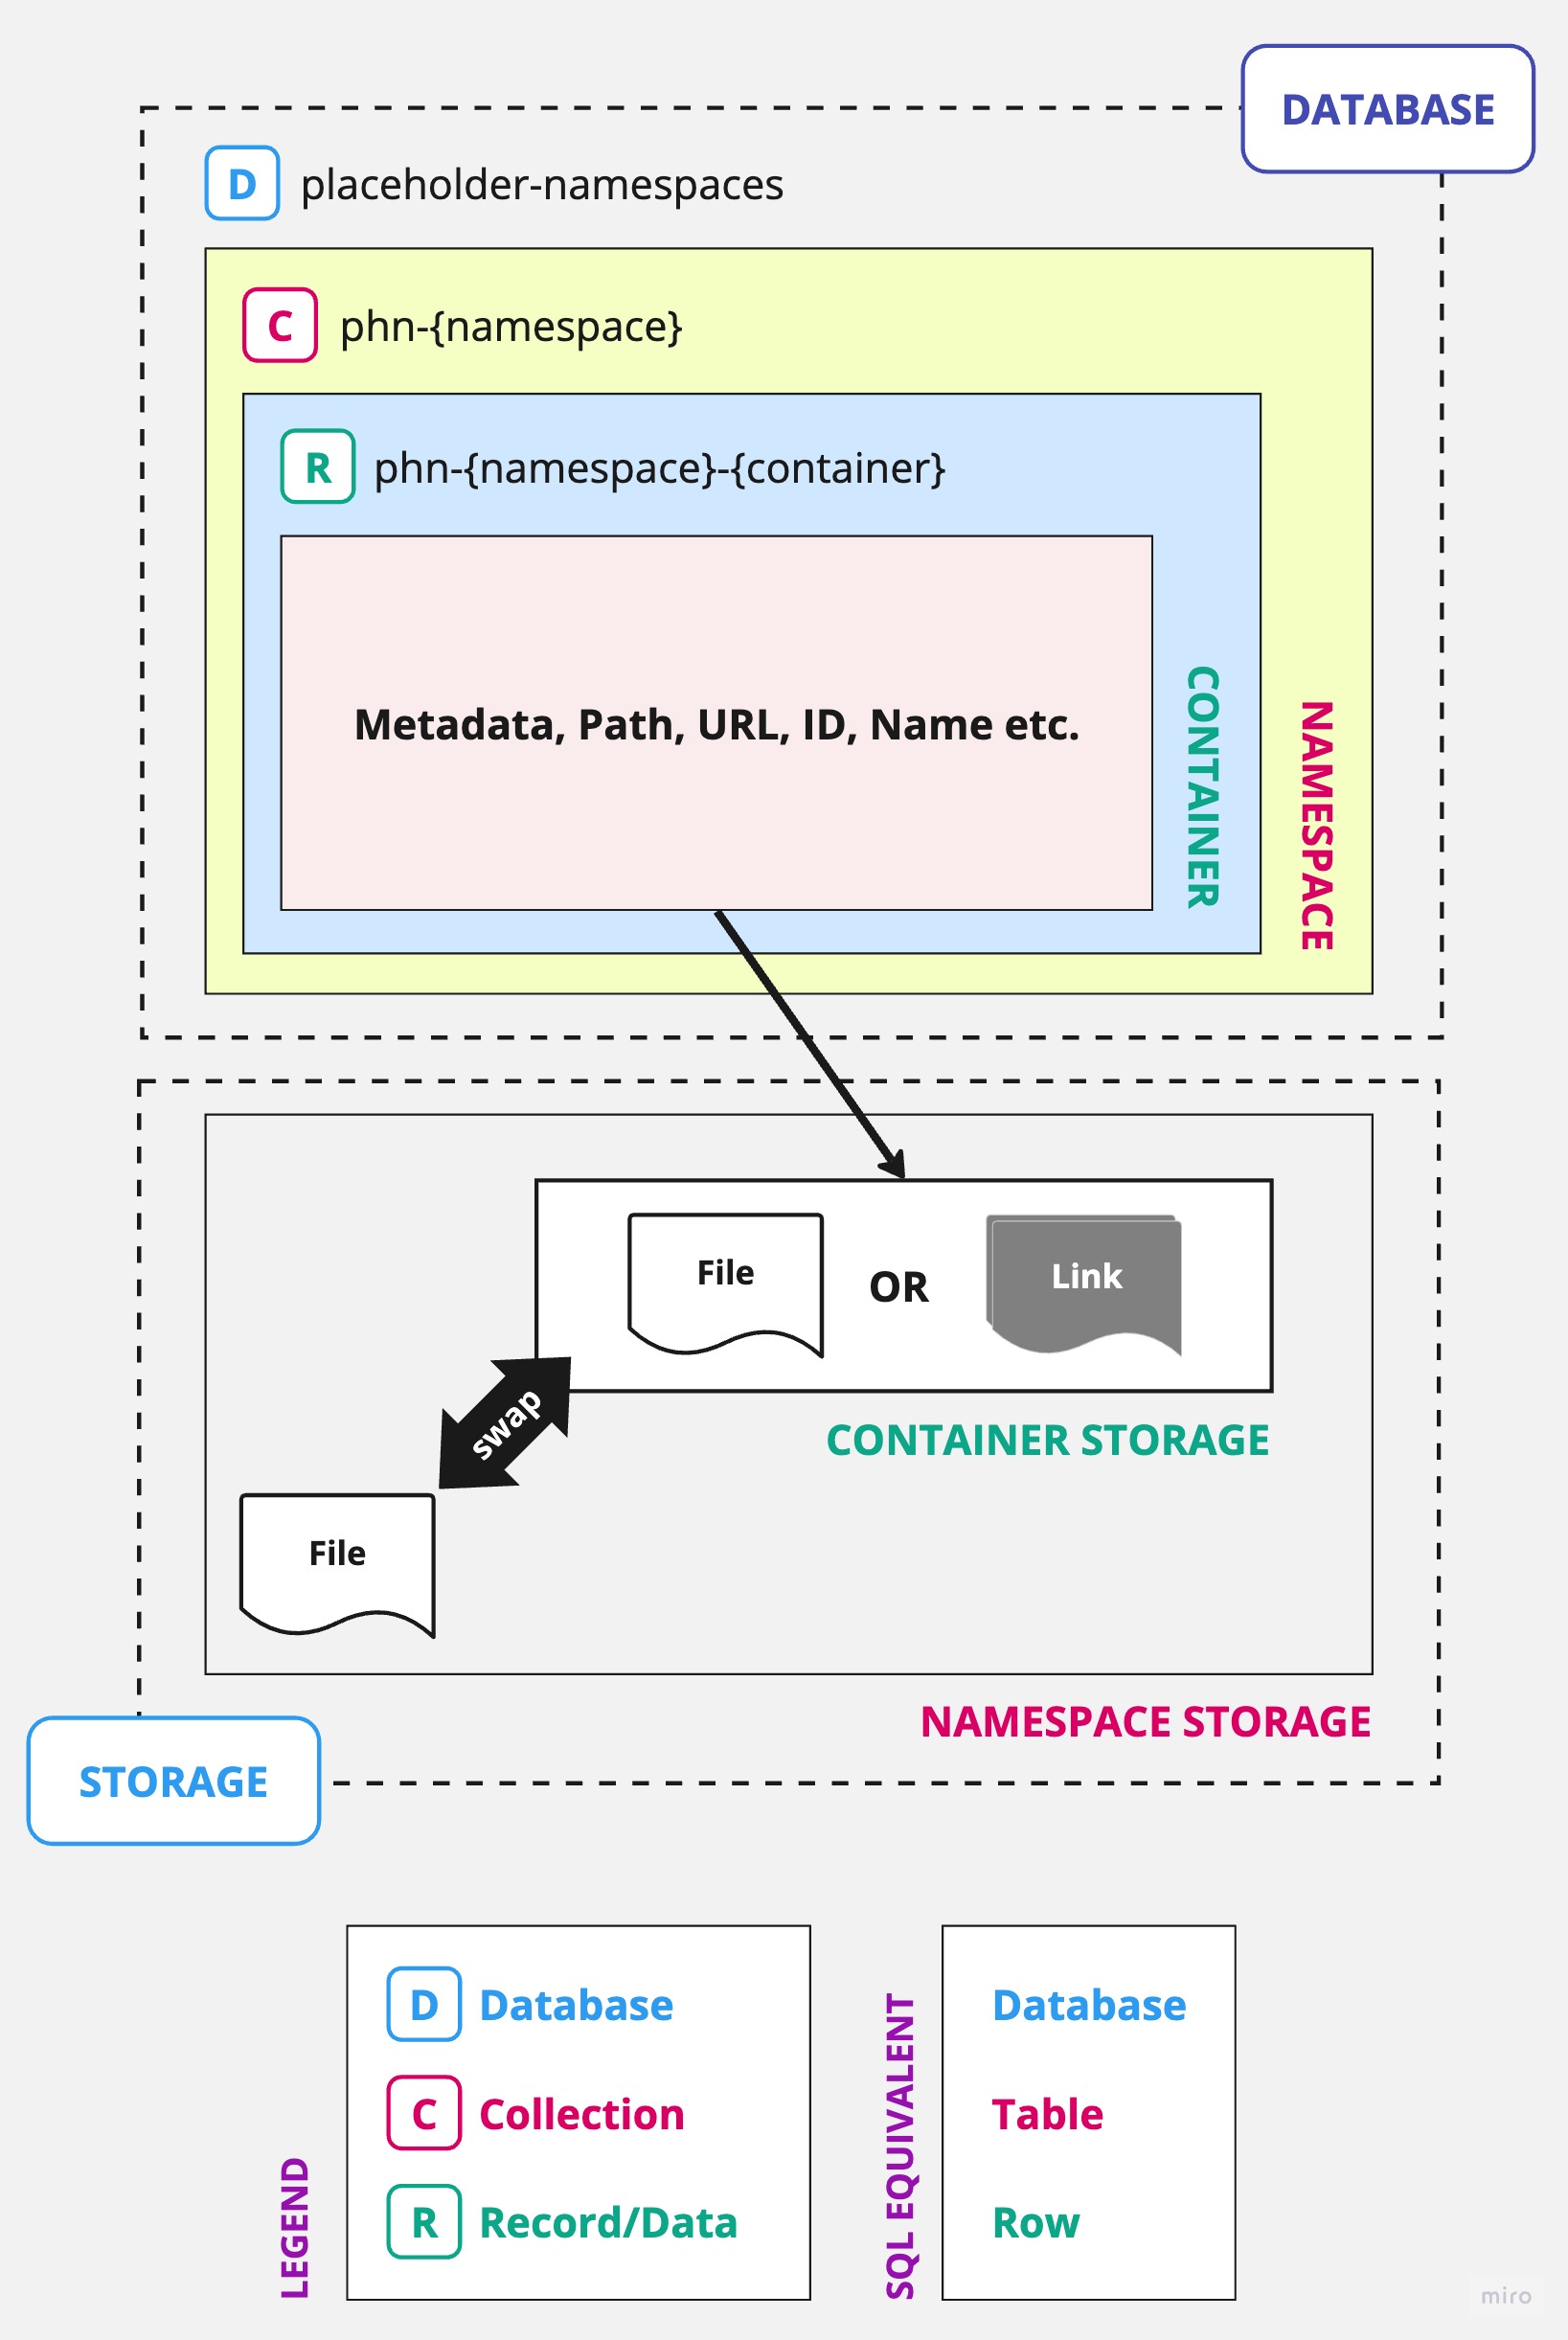 DATABASE
D placeholder-namespaces
C phn-{namespace}
R phn-{namespace}-{container}
Metadata, Path, URL, ID, Name etc.
CONTAINER
NAMESPACE
File OR Link
swap
CONTAINER STORAGE
File
NAMESPACE STORAGE
STORAGE
LEGEND
D Database
C Collection
R Record/Data
SQL EQUIVALENT
Database
Table
Row
miro